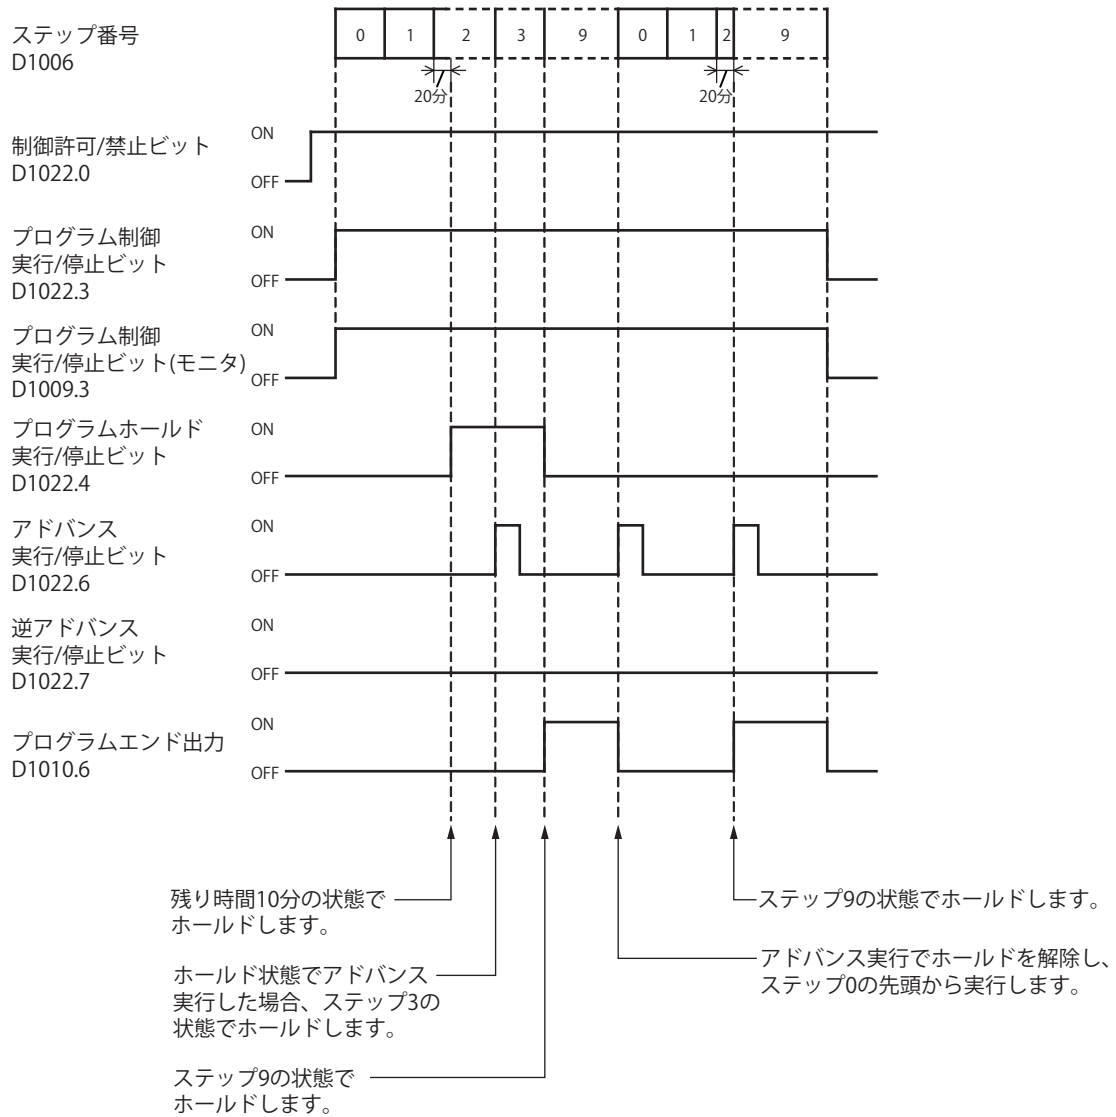 ステップ番号
D1006
0 1 2 3 9 0 1 2 9
20分 20分
制御許可/禁止ビット
D1022.0
ON
OFF
プログラム制御
実行/停止ビット
D1022.3
ON
OFF
プログラム制御
実行/停止ビット(モニタ)
D1009.3
ON
OFF
プログラムホールド
実行/停止ビット
D1022.4
ON
OFF
アドバンス
実行/停止ビット
D1022.6
ON
OFF
逆アドバンス
実行/停止ビット
D1022.7
ON
OFF
プログラムエンド出力
D1010.6
ON
OFF
残り時間10分の状態で
ホールドします。
ホールド状態でアドバンス
実行した場合、ステップ3の
状態でホールドします。
ステップ9の状態で
ホールドします。
ステップ9の状態でホールドします。
アドバンス実行でホールドを解除し、
ステップ0の先頭から実行します。